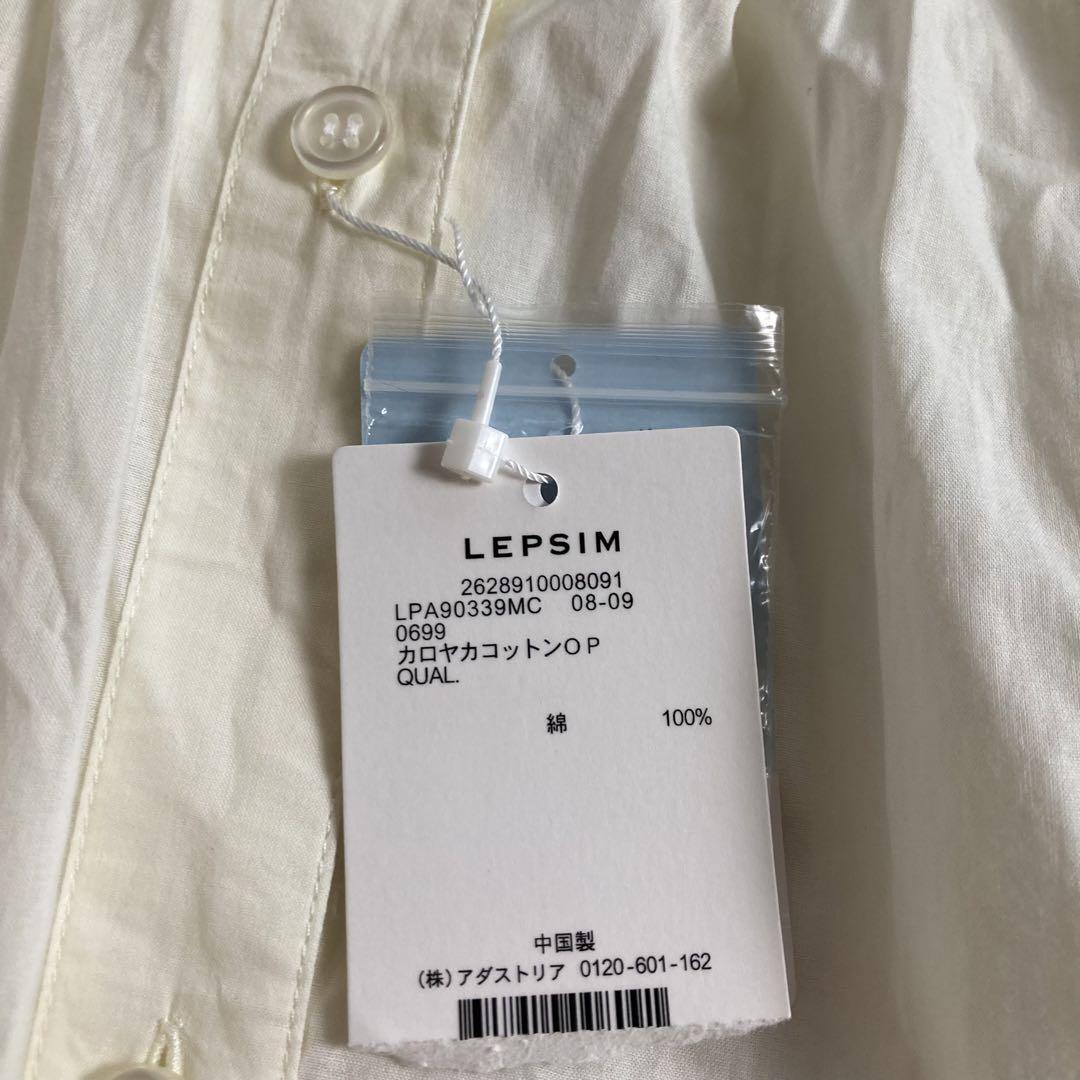 LEPSIM
2628910008091
LPA90339MC 08-09
0699
カロヤカコットンOP
QUAL.
綿 100%
中国製
(株)アダストリア 0120-601-162